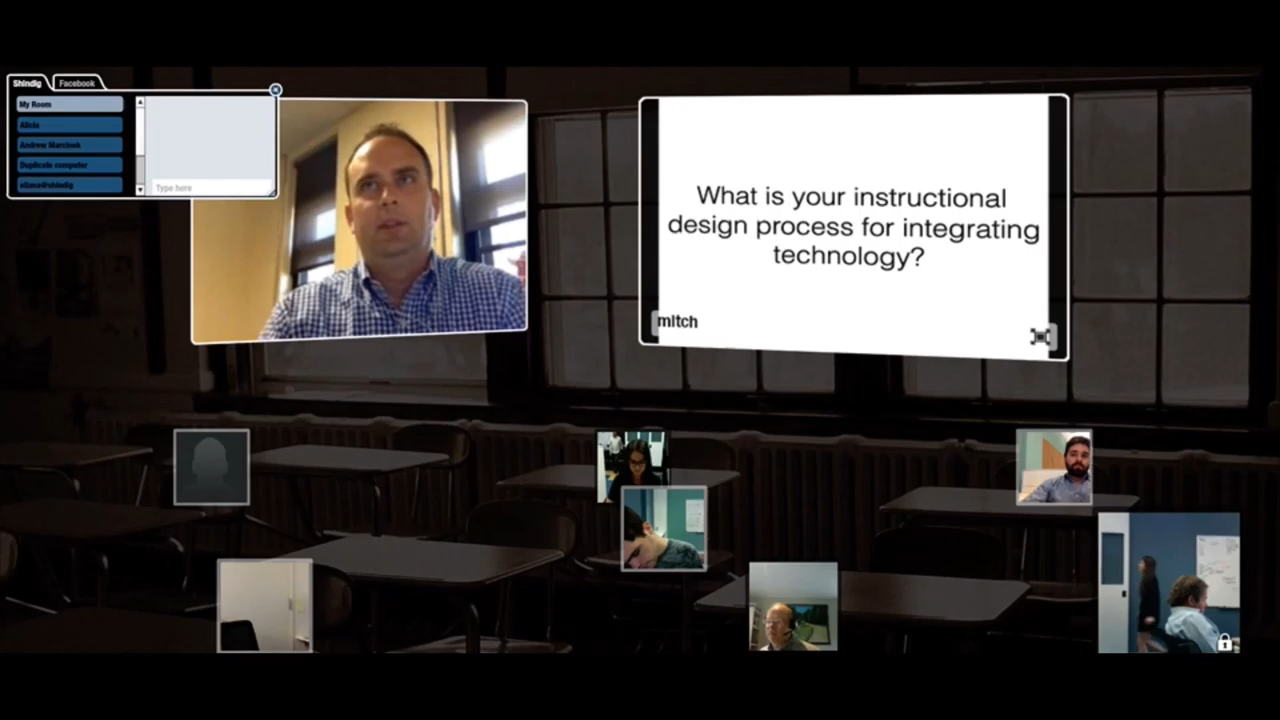 Shindig
Facebook
My Room
Alicia
Andrew Marcinek
Duplicate computer
Type here
What is your instructional
design process for integrating
technology?
mitch